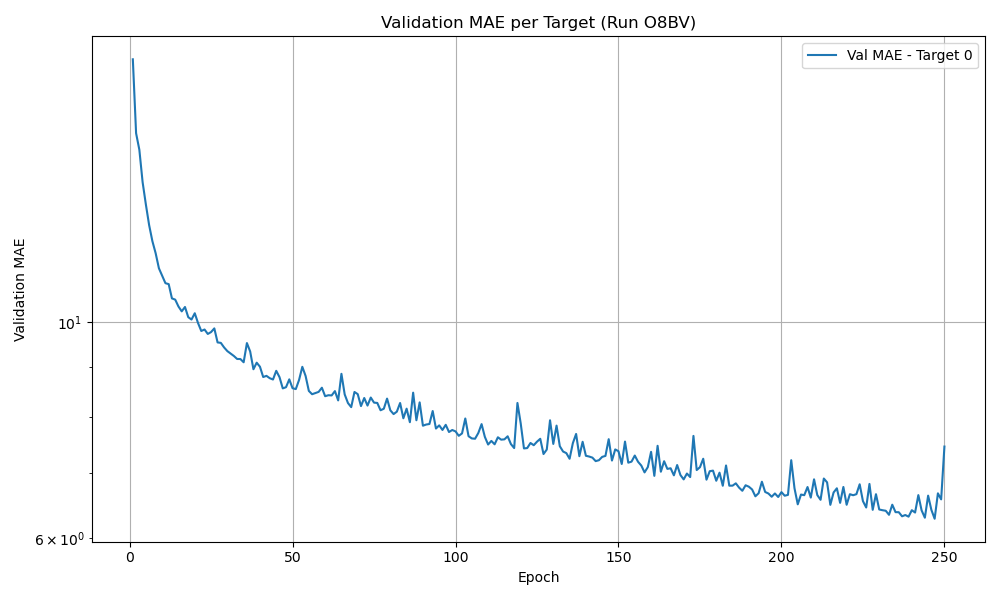 Validation MAE per Target (Run O8BV)
Val MAE - Target 0
Validation MAE
10¹
6 × 10⁰
0 50 100 150 200 250
Epoch